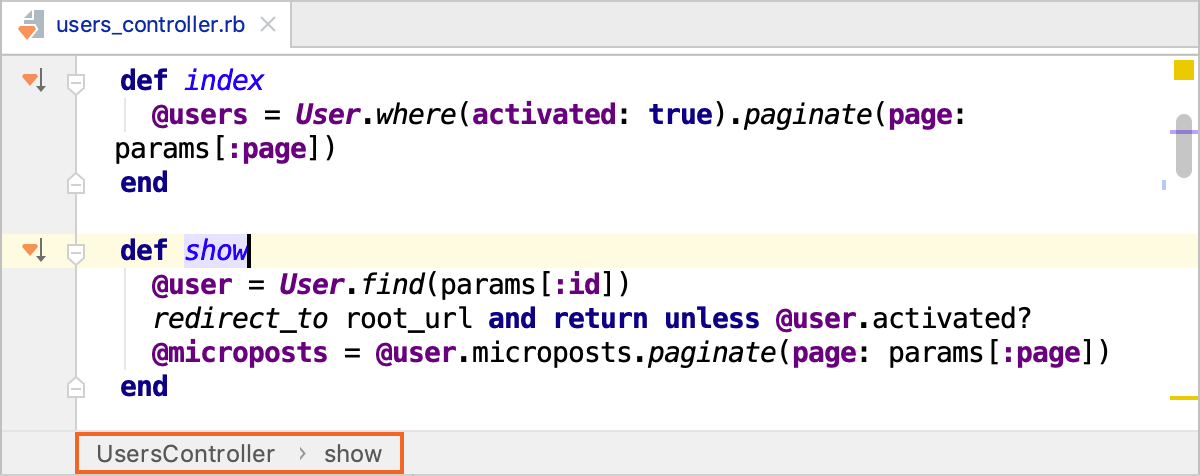 users_controller.rb
def index
@users = User.where(activated: true).paginate(page:
params[:page])
end
def show
@user = User.find(params[:id])
redirect_to root_url and return unless @user.activated?
@microposts = @user.microposts.paginate(page: params[:page])
end
UsersController › show